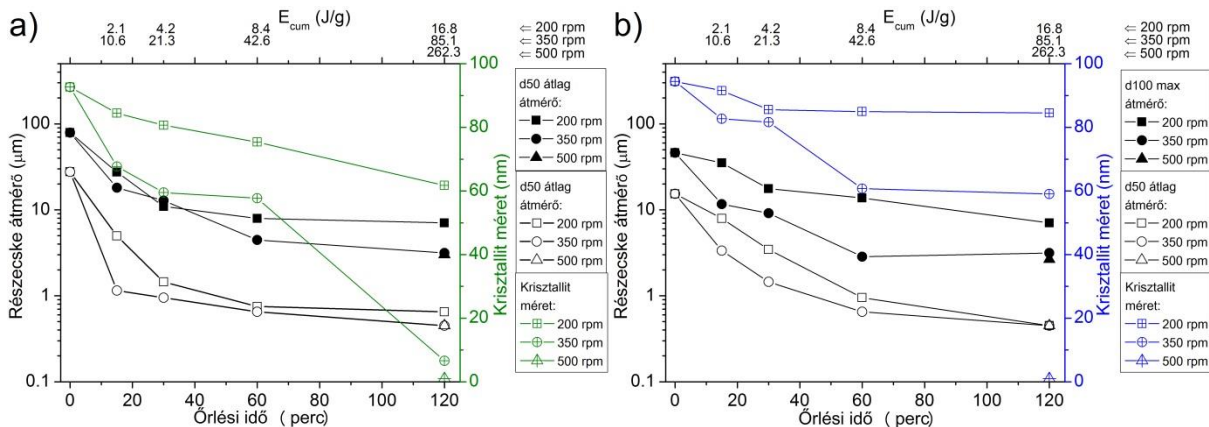 a)
E_cum (J/g)
2.1 4.2 8.4 16.8 ⇐ 200 rpm
10.6 21.3 42.6 85.1 ⇐ 350 rpm
262.3 ⇐ 500 rpm
Részecske átmérő (μm)
100
10
1
0.1
0 20 40 60 80 100 120
Őrlési idő ( perc)
100
80
60
40
20
0
Krisztallit méret (nm)
d50 átlag
átmérő:
200 rpm
350 rpm
500 rpm
d50 átlag
átmérő:
200 rpm
350 rpm
500 rpm
Krisztallit
méret:
200 rpm
350 rpm
500 rpm
b)
E_cum (J/g)
2.1 4.2 8.4 16.8 ⇐ 200 rpm
10.6 21.3 42.6 85.1 ⇐ 350 rpm
262.3 ⇐ 500 rpm
Részecske átmérő (μm)
100
10
1
0.1
0 20 40 60 80 100 120
Őrlési idő ( perc)
100
80
60
40
20
0
Krisztallit méret (nm)
d100 max
átmérő:
200 rpm
350 rpm
500 rpm
d50 átlag
átmérő:
200 rpm
350 rpm
500 rpm
Krisztallit
méret:
200 rpm
350 rpm
500 rpm